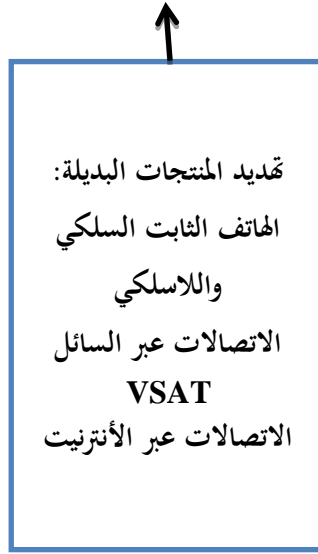 تهديد المنتجات البديلة:
الهاتف الثابت السلكي
واللاسلكي
الاتصالات عبر السائل
VSAT
الاتصالات عبر الأنترنيت